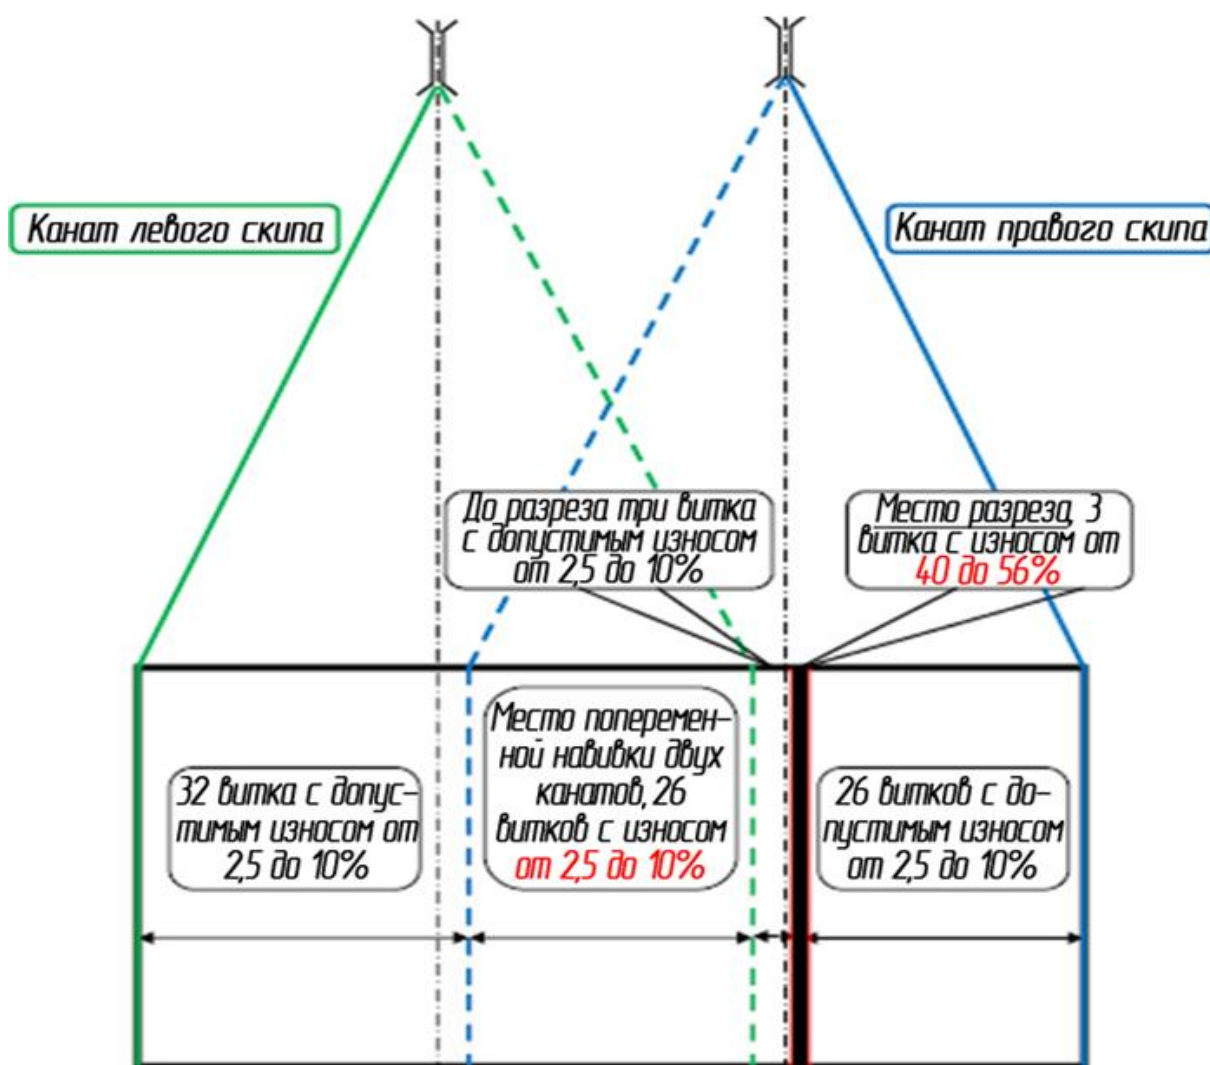 Канат левого скипа
Канат правого скипа
До разреза три витка
с допустимым износом
от 2,5 до 10%
Место разреза, 3
витка с износом от
40 до 56%
32 витка с допус-
тимым износом от
2,5 до 10%
Место поперемен-
ной навивки двух
канатов, 26
витков с износом
от 2,5 до 10%
26 витков с до-
пустимым износом
от 2,5 до 10%